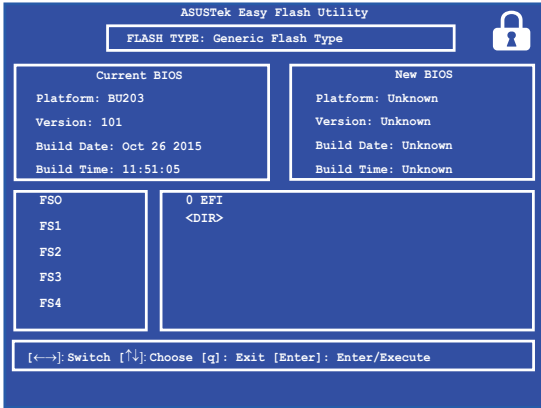 ASUSTek Easy Flash Utility
FLASH TYPE: Generic Flash Type
Current BIOS
Platform: BU203
Version: 101
Build Date: Oct 26 2015
Build Time: 11:51:05
New BIOS
Platform: Unknown
Version: Unknown
Build Date: Unknown
Build Time: Unknown
FSO
FS1
FS2
FS3
FS4
0 EFI
<DIR>
[←→]: Switch [↑↓]: Choose [q]: Exit [Enter]: Enter/Execute